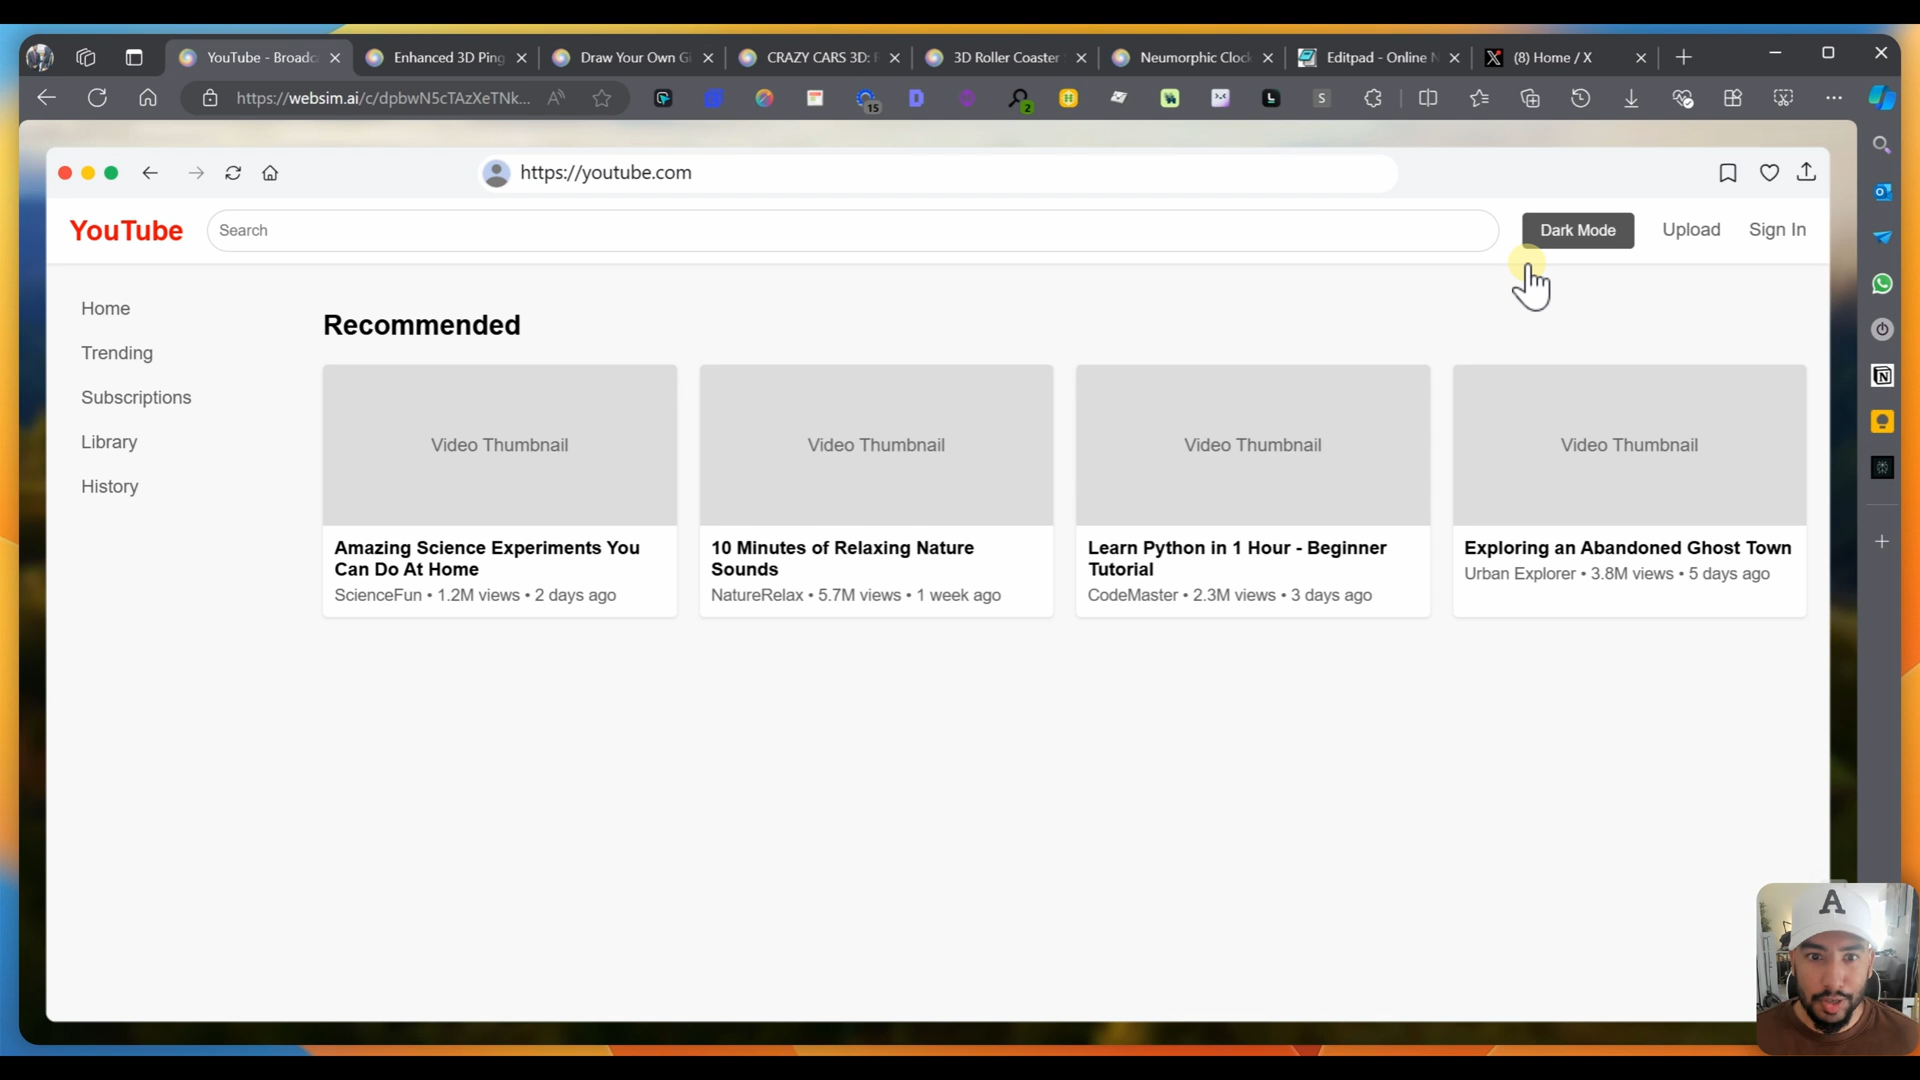 YouTube - Broadc
Enhanced 3D Ping
Draw Your Own G
CRAZY CARS 3D:
3D Roller Coaster
Neumorphic Clock
Editpad - Online N
(8) Home / X
https://websim.ai/c/dpbwN5cTAzXeTNk...
15
2
https://youtube.com
YouTube
Search
Dark Mode
Upload
Sign In
Home
Trending
Subscriptions
Library
History
Recommended
Video Thumbnail
Video Thumbnail
Video Thumbnail
Video Thumbnail
Amazing Science Experiments You
Can Do At Home
ScienceFun • 1.2M views • 2 days ago
10 Minutes of Relaxing Nature
Sounds
NatureRelax • 5.7M views • 1 week ago
Learn Python in 1 Hour - Beginner
Tutorial
CodeMaster • 2.3M views • 3 days ago
Exploring an Abandoned Ghost Town
Urban Explorer • 3.8M views • 5 days ago
A